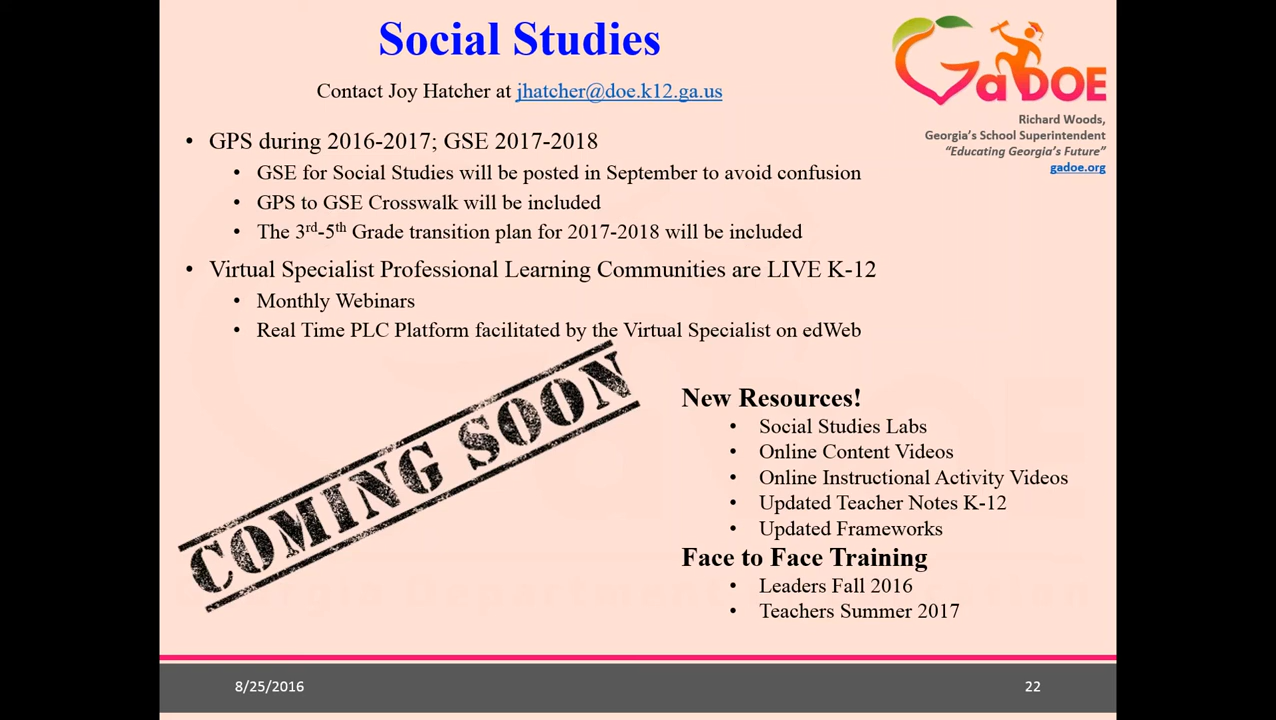 Social Studies
Contact Joy Hatcher at jhatcher@doe.k12.ga.us
GaDOE
Richard Woods,
Georgia's School Superintendent
"Educating Georgia's Future"
gadoe.org
• GPS during 2016-2017; GSE 2017-2018
• GSE for Social Studies will be posted in September to avoid confusion
• GPS to GSE Crosswalk will be included
• The 3rd-5th Grade transition plan for 2017-2018 will be included
• Virtual Specialist Professional Learning Communities are LIVE K-12
• Monthly Webinars
• Real Time PLC Platform facilitated by the Virtual Specialist on edWeb
COMING SOON
New Resources!
• Social Studies Labs
• Online Content Videos
• Online Instructional Activity Videos
• Updated Teacher Notes K-12
• Updated Frameworks
Face to Face Training
• Leaders Fall 2016
• Teachers Summer 2017
8/25/2016
22